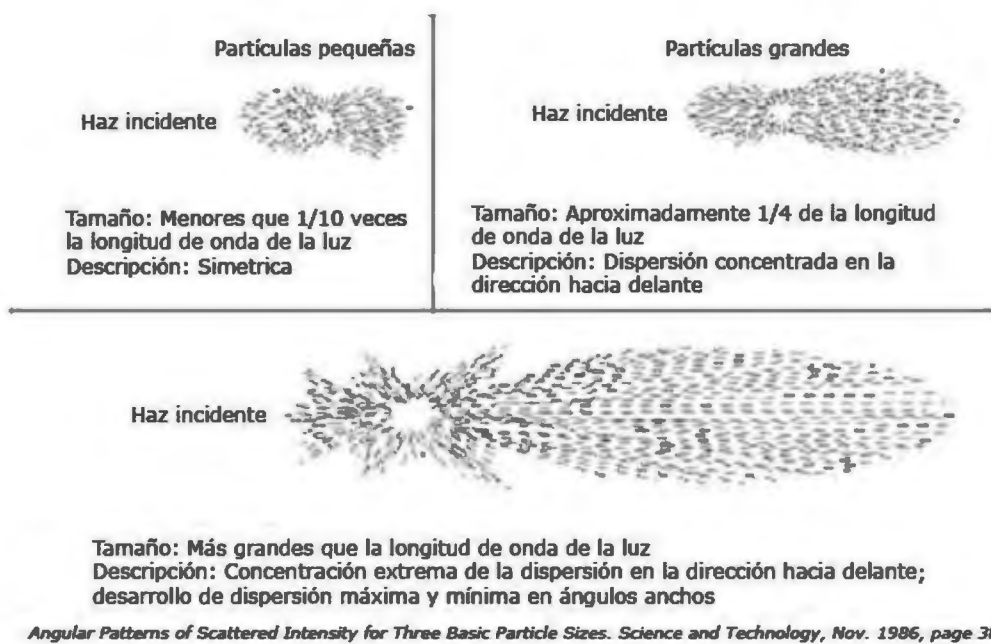 Partículas pequeñas
Haz incidente
Tamaño: Menores que 1/10 veces
la longitud de onda de la luz
Descripción: Simetrica
Partículas grandes
Haz incidente
Tamaño: Aproximadamente 1/4 de la longitud
de onda de la luz
Descripción: Dispersión concentrada en la
dirección hacia delante
Haz incidente
Tamaño: Más grandes que la longitud de onda de la luz
Descripción: Concentración extrema de la dispersión en la dirección hacia delante;
desarrollo de dispersión máxima y mínima en ángulos anchos
Angular Patterns of Scattered Intensity for Three Basic Particle Sizes. Science and Technology, Nov. 1986, page